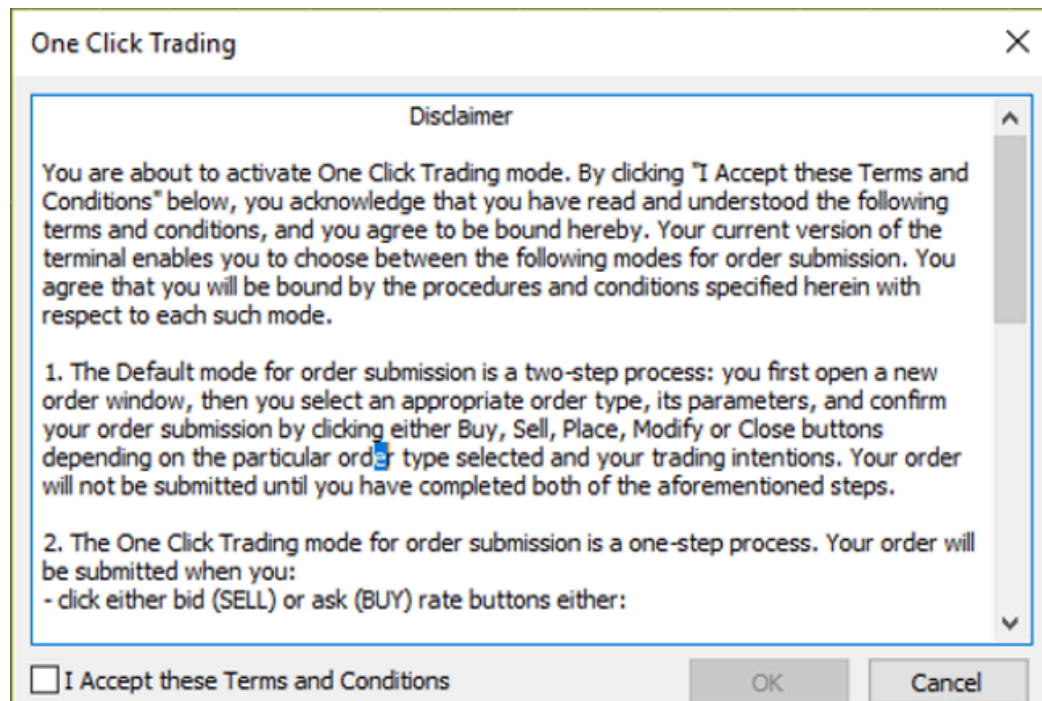 One Click Trading
Disclaimer
You are about to activate One Click Trading mode. By clicking "I Accept these Terms and
Conditions" below, you acknowledge that you have read and understood the following
terms and conditions, and you agree to be bound hereby. Your current version of the
terminal enables you to choose between the following modes for order submission. You
agree that you will be bound by the procedures and conditions specified herein with
respect to each such mode.
1. The Default mode for order submission is a two-step process: you first open a new
order window, then you select an appropriate order type, its parameters, and confirm
your order submission by clicking either Buy, Sell, Place, Modify or Close buttons
depending on the particular order type selected and your trading intentions. Your order
will not be submitted until you have completed both of the aforementioned steps.
2. The One Click Trading mode for order submission is a one-step process. Your order will
be submitted when you:
- click either bid (SELL) or ask (BUY) rate buttons either:
I Accept these Terms and Conditions
OK
Cancel